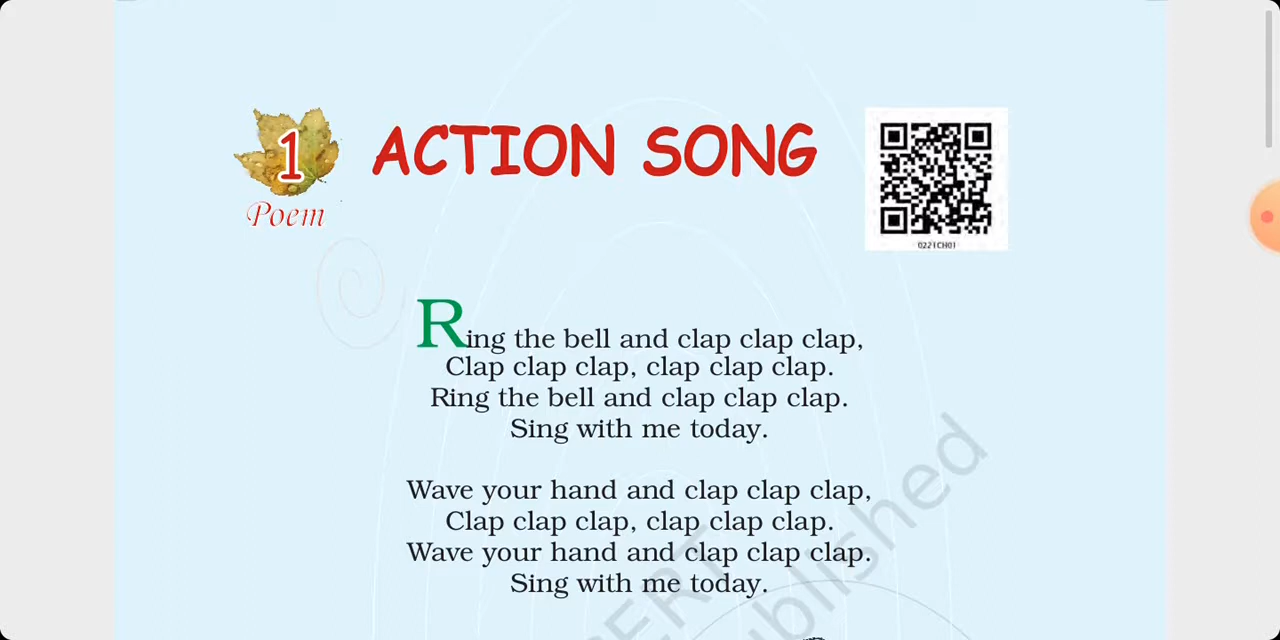 1
ACTION SONG
Poem
0221CH01
Ring the bell and clap clap clap,
Clap clap clap, clap clap clap.
Ring the bell and clap clap clap.
Sing with me today.
Wave your hand and clap clap clap,
Clap clap clap, clap clap clap.
Wave your hand and clap clap clap.
Sing with me today.